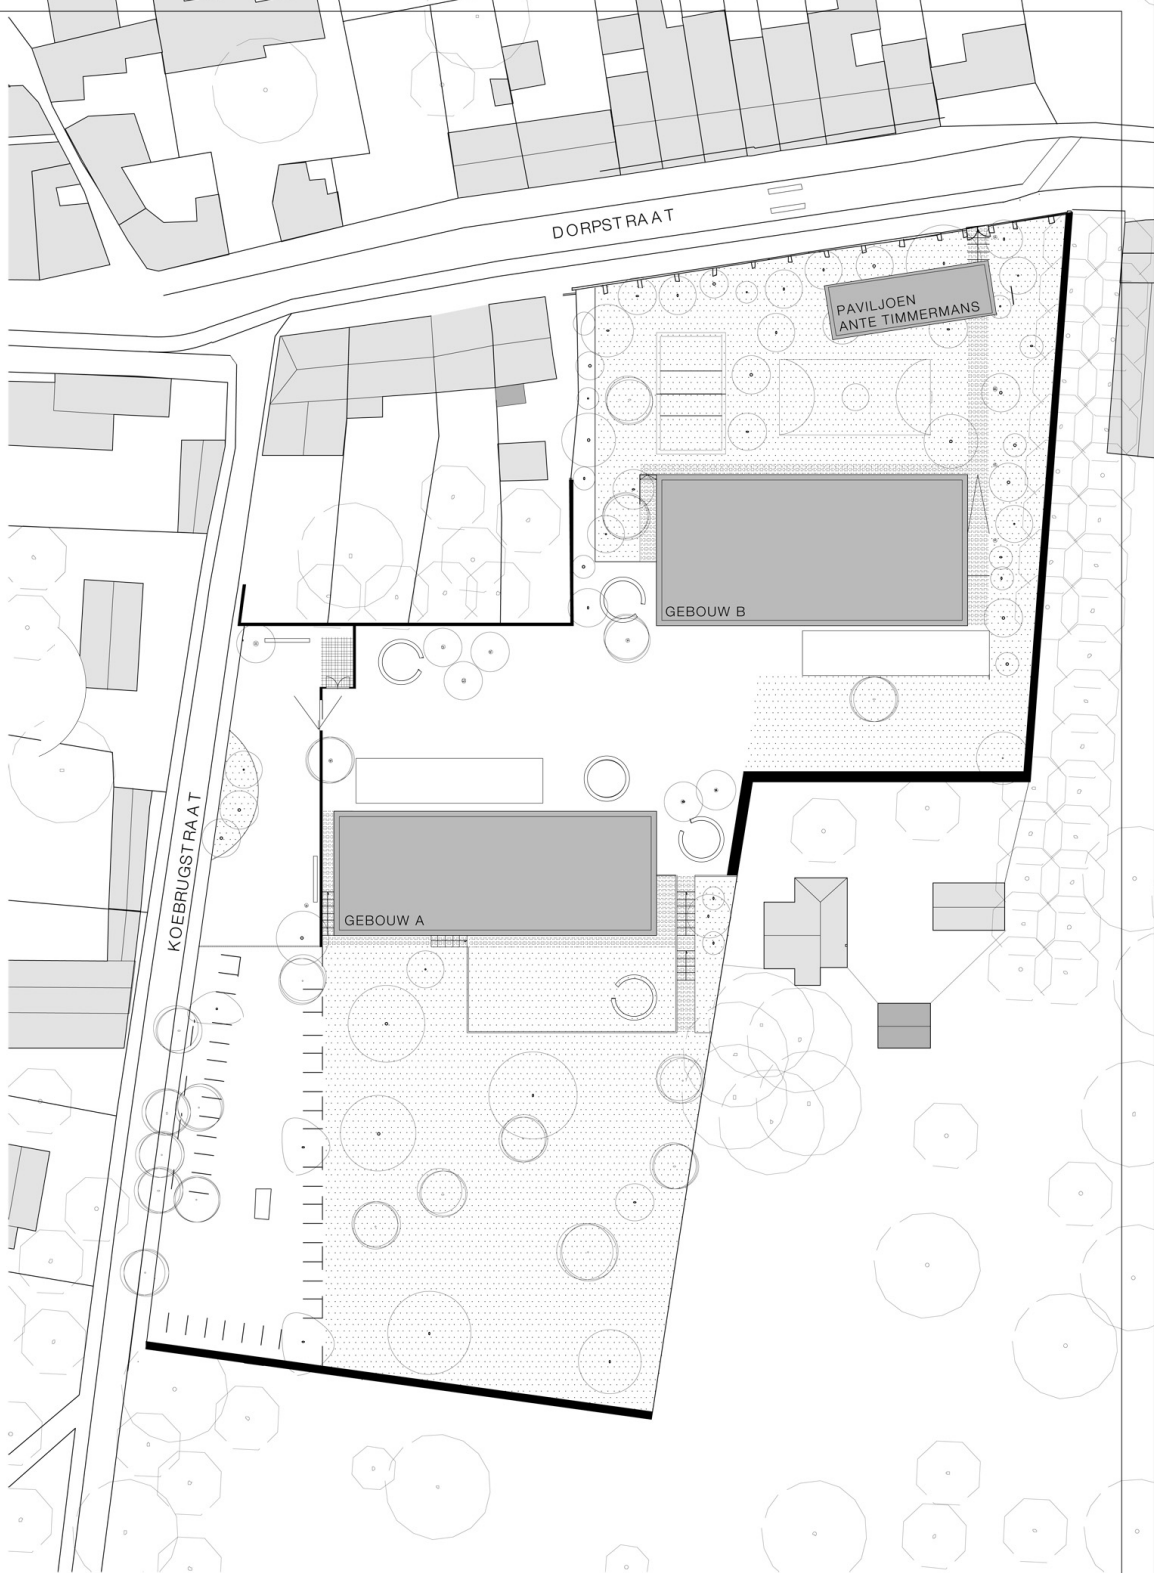 DORPSTRAAT
PAVILJOEN
ANTE TIMMERMANS
GEBOUW B
KOEBRUGSTRAAT
GEBOUW A